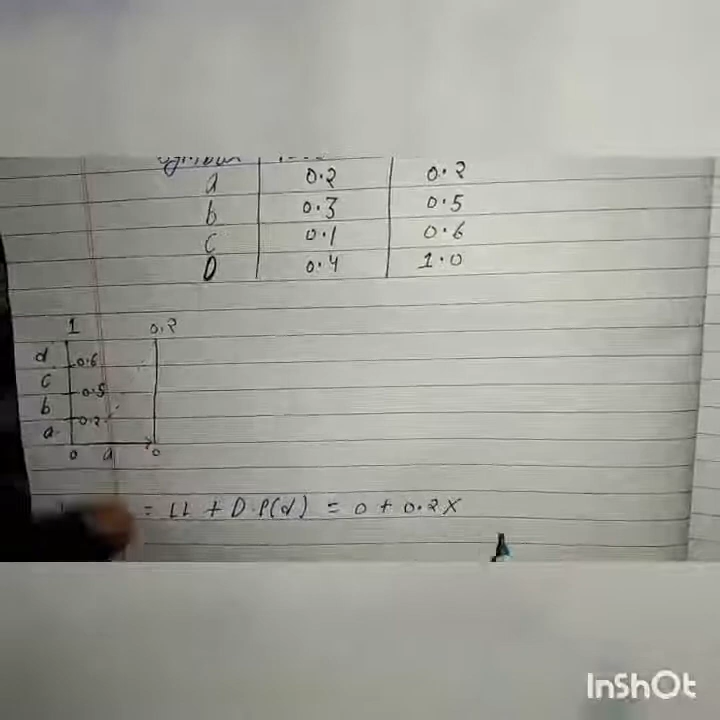 a 0.2 0.2
b 0.3 0.5
c 0.1 0.6
D 0.4 1.0
1 0.2
d 0.6
c 0.5
b 0.2
a
0 a 0
= LL + D.P(d) = 0 + 0.2X
InShOt